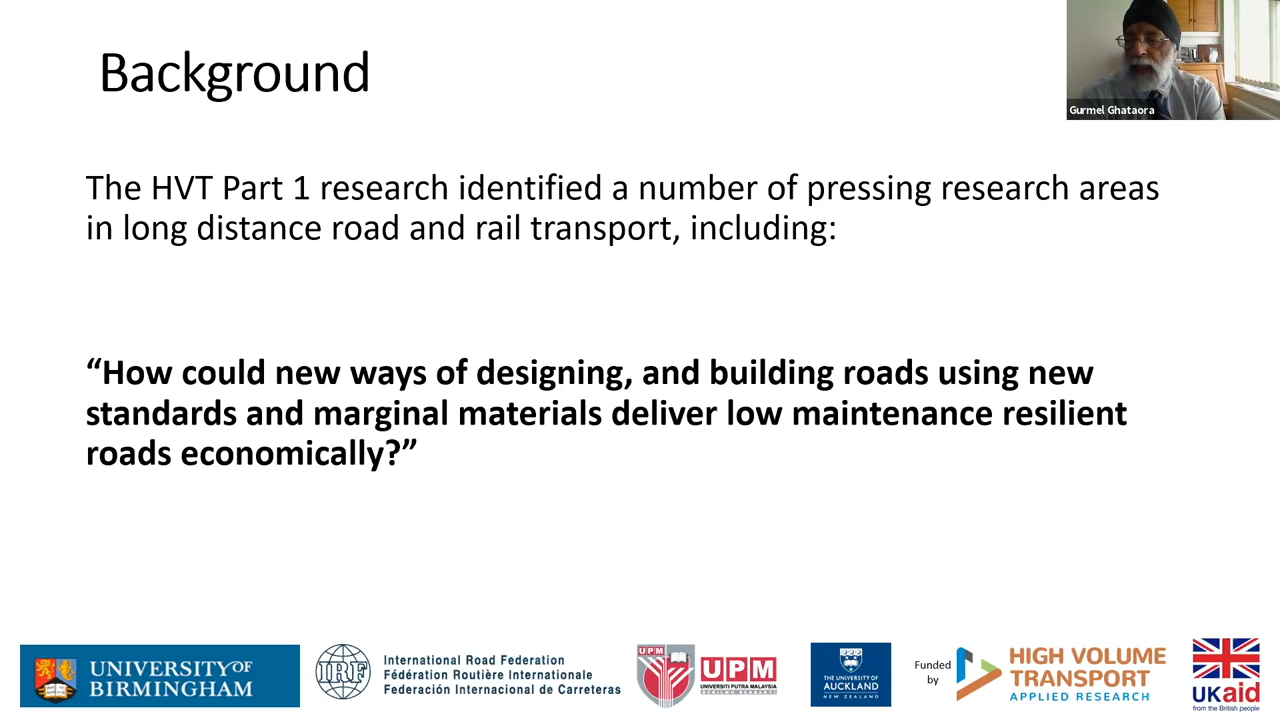 Background
Gurmel Ghataora
The HVT Part 1 research identified a number of pressing research areas
in long distance road and rail transport, including:
“How could new ways of designing, and building roads using new
standards and marginal materials deliver low maintenance resilient
roads economically?”
UNIVERSITY OF
BIRMINGHAM
IRF
International Road Federation
Fédération Routière Internationale
Federación Internacional de Carreteras
UPM
UPM
UNIVERSITI PUTRA MALAYSIA
BERILMU BERBAKTI
THE UNIVERSITY OF
AUCKLAND
NEW ZEALAND
Funded
by
HIGH VOLUME
TRANSPORT
APPLIED RESEARCH
UKaid
from the British people